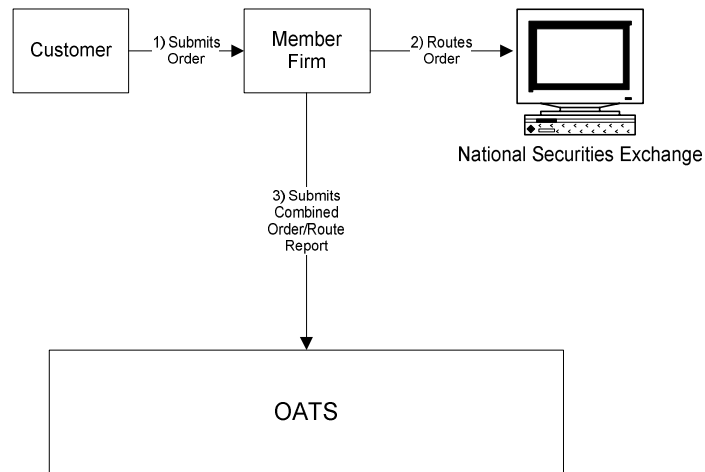 Customer
1) Submits
Order
Member
Firm
2) Routes
Order
National Securities Exchange
3) Submits
Combined
Order/Route
Report
OATS